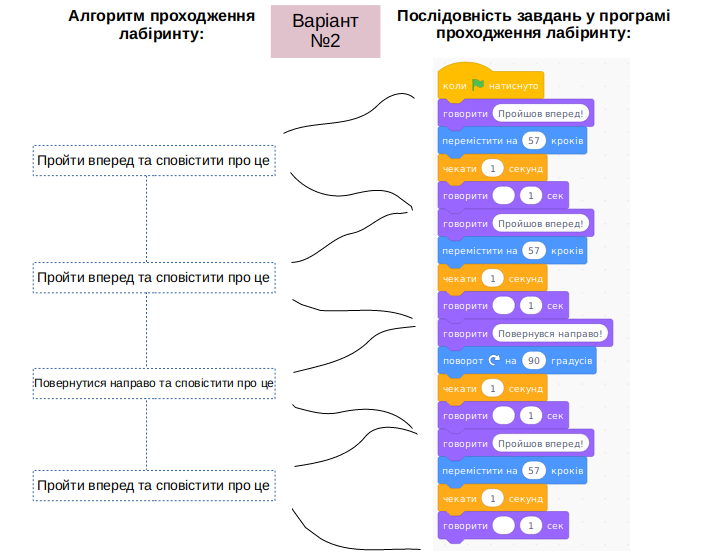 Алгоритм проходження
лабіринту:
Варіант
№2
Послідовність завдань у програмі
проходження лабіринту:
Пройти вперед та сповістити про це
Пройти вперед та сповістити про це
Повернутися направо та сповістити про це
Пройти вперед та сповістити про це
коли натиснуто
говорити Пройшов вперед!
перемістити на 57 кроків
чекати 1 секунд
говорити 1 сек
говорити Пройшов вперед!
перемістити на 57 кроків
чекати 1 секунд
говорити 1 сек
говорити Повернувся направо!
поворот на 90 градусів
чекати 1 секунд
говорити 1 сек
говорити Пройшов вперед!
перемістити на 57 кроків
чекати 1 секунд
говорити 1 сек